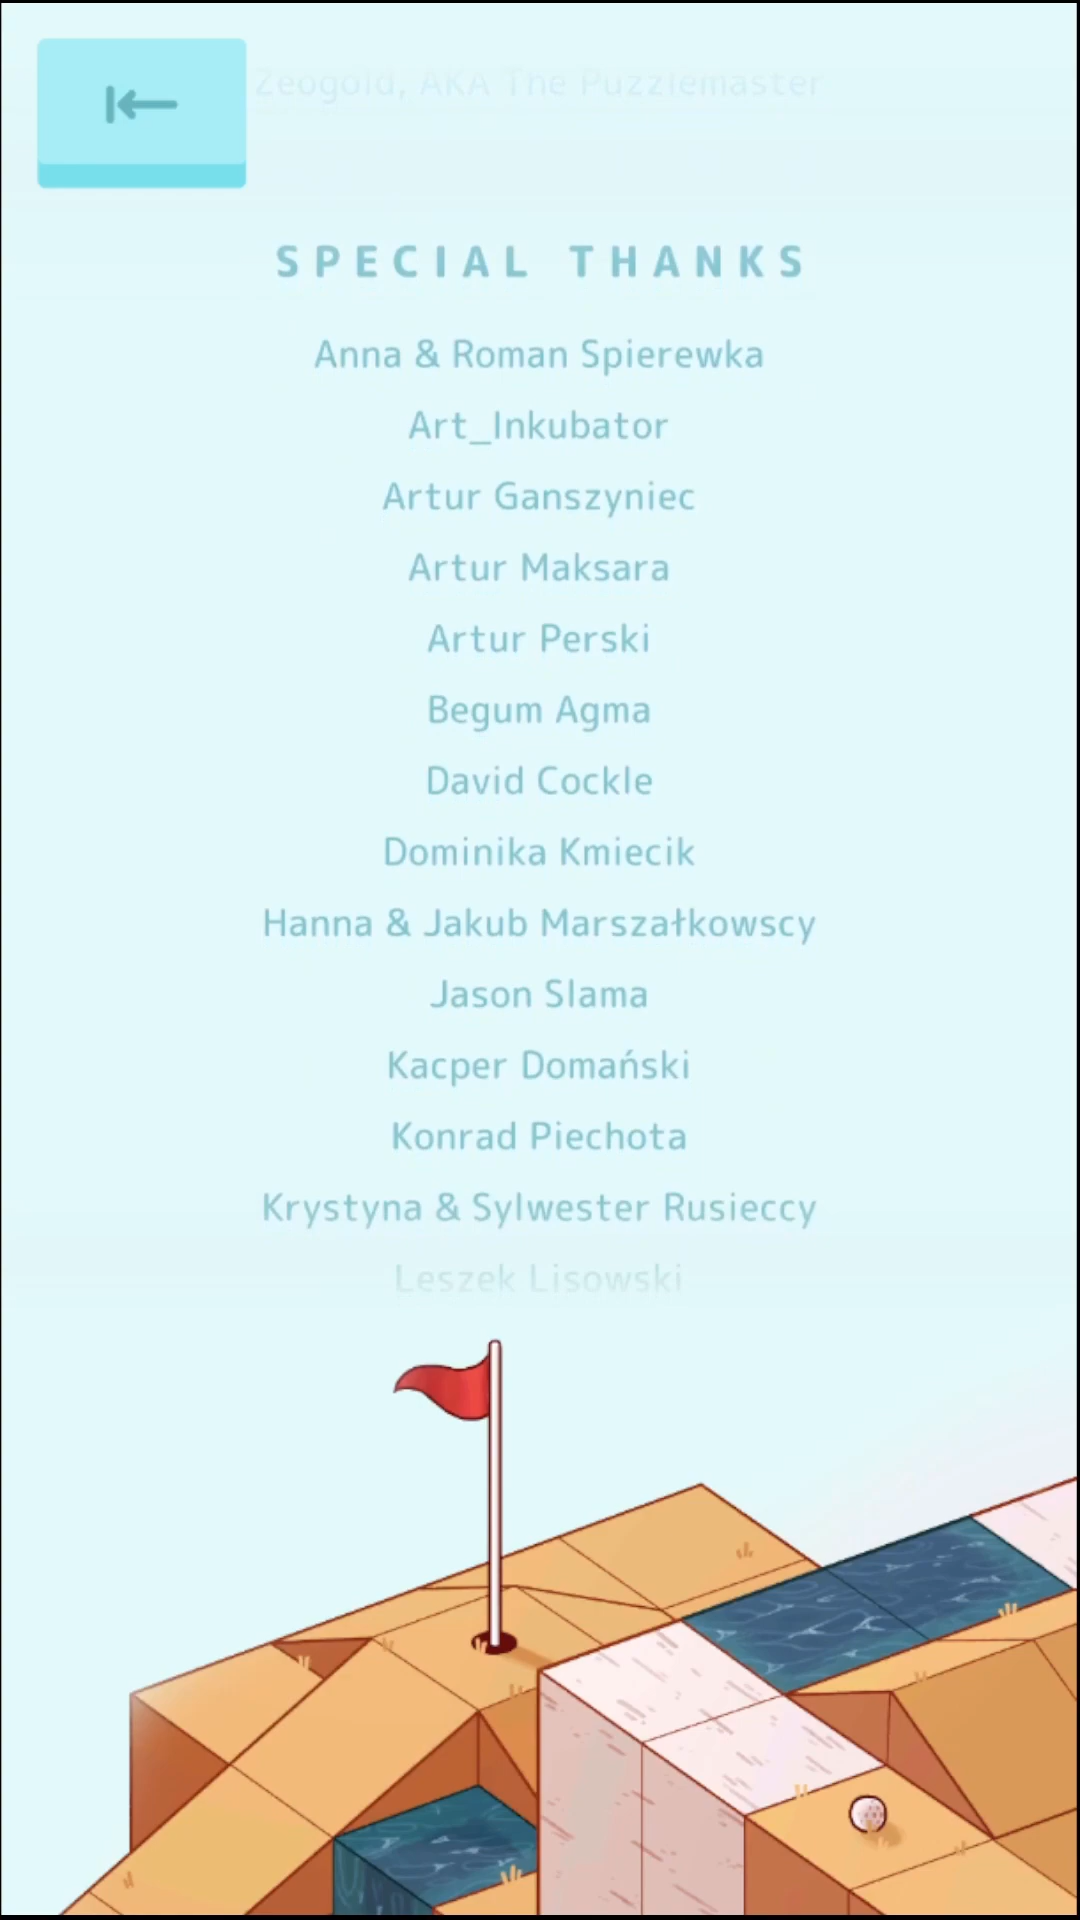 Zeogold, AKA The Puzzlemaster
SPECIAL THANKS
Anna & Roman Spierewka
Art_Inkubator
Artur Ganszyniec
Artur Maksara
Artur Perski
Begum Agma
David Cockle
Dominika Kmiecik
Hanna & Jakub Marszałkowscy
Jason Slama
Kacper Domański
Konrad Piechota
Krystyna & Sylwester Rusieccy
Leszek Lisowski